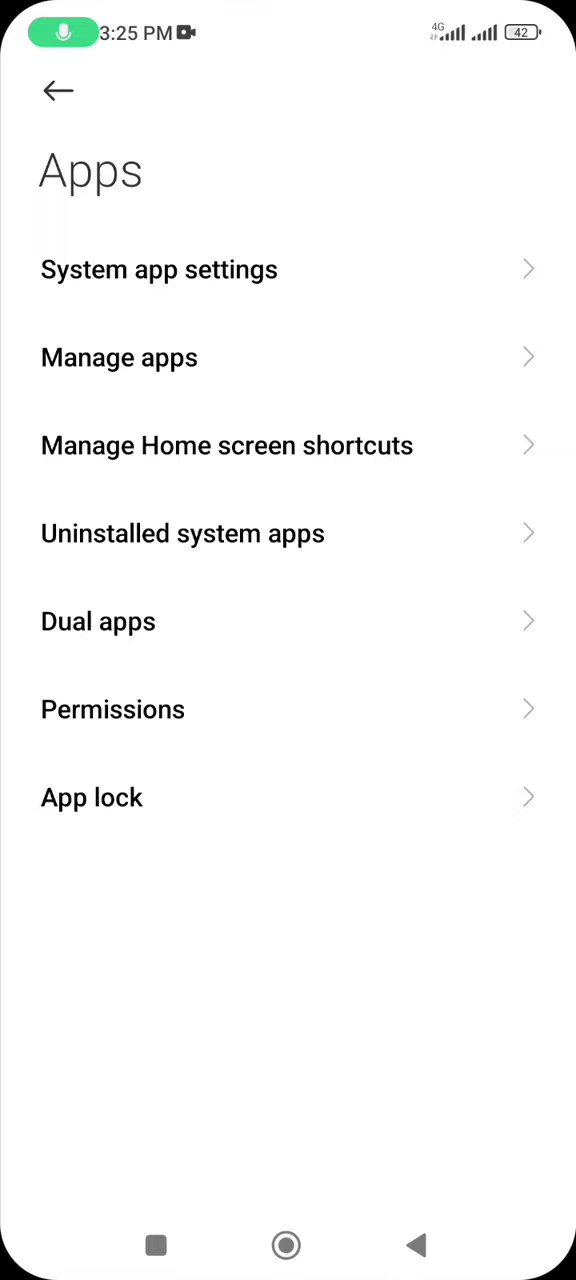 3:25 PM 4G 42
Apps
System app settings
Manage apps
Manage Home screen shortcuts
Uninstalled system apps
Dual apps
Permissions
App lock